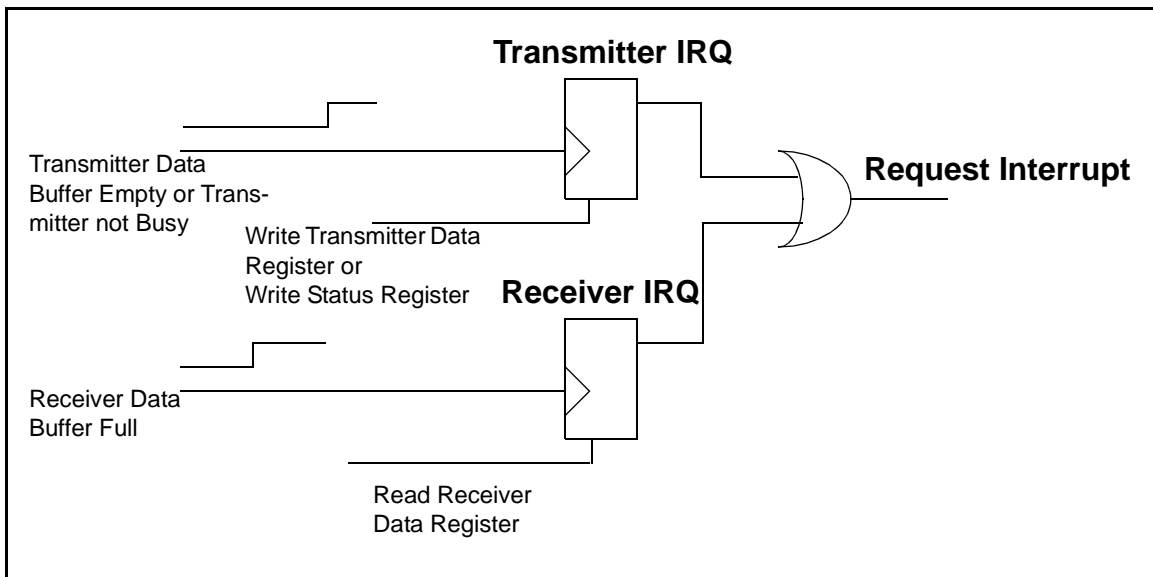 Transmitter IRQ
Transmitter Data
Buffer Empty or Trans-
mitter not Busy
Request Interrupt
Write Transmitter Data
Register or
Write Status Register
Receiver IRQ
Receiver Data
Buffer Full
Read Receiver
Data Register